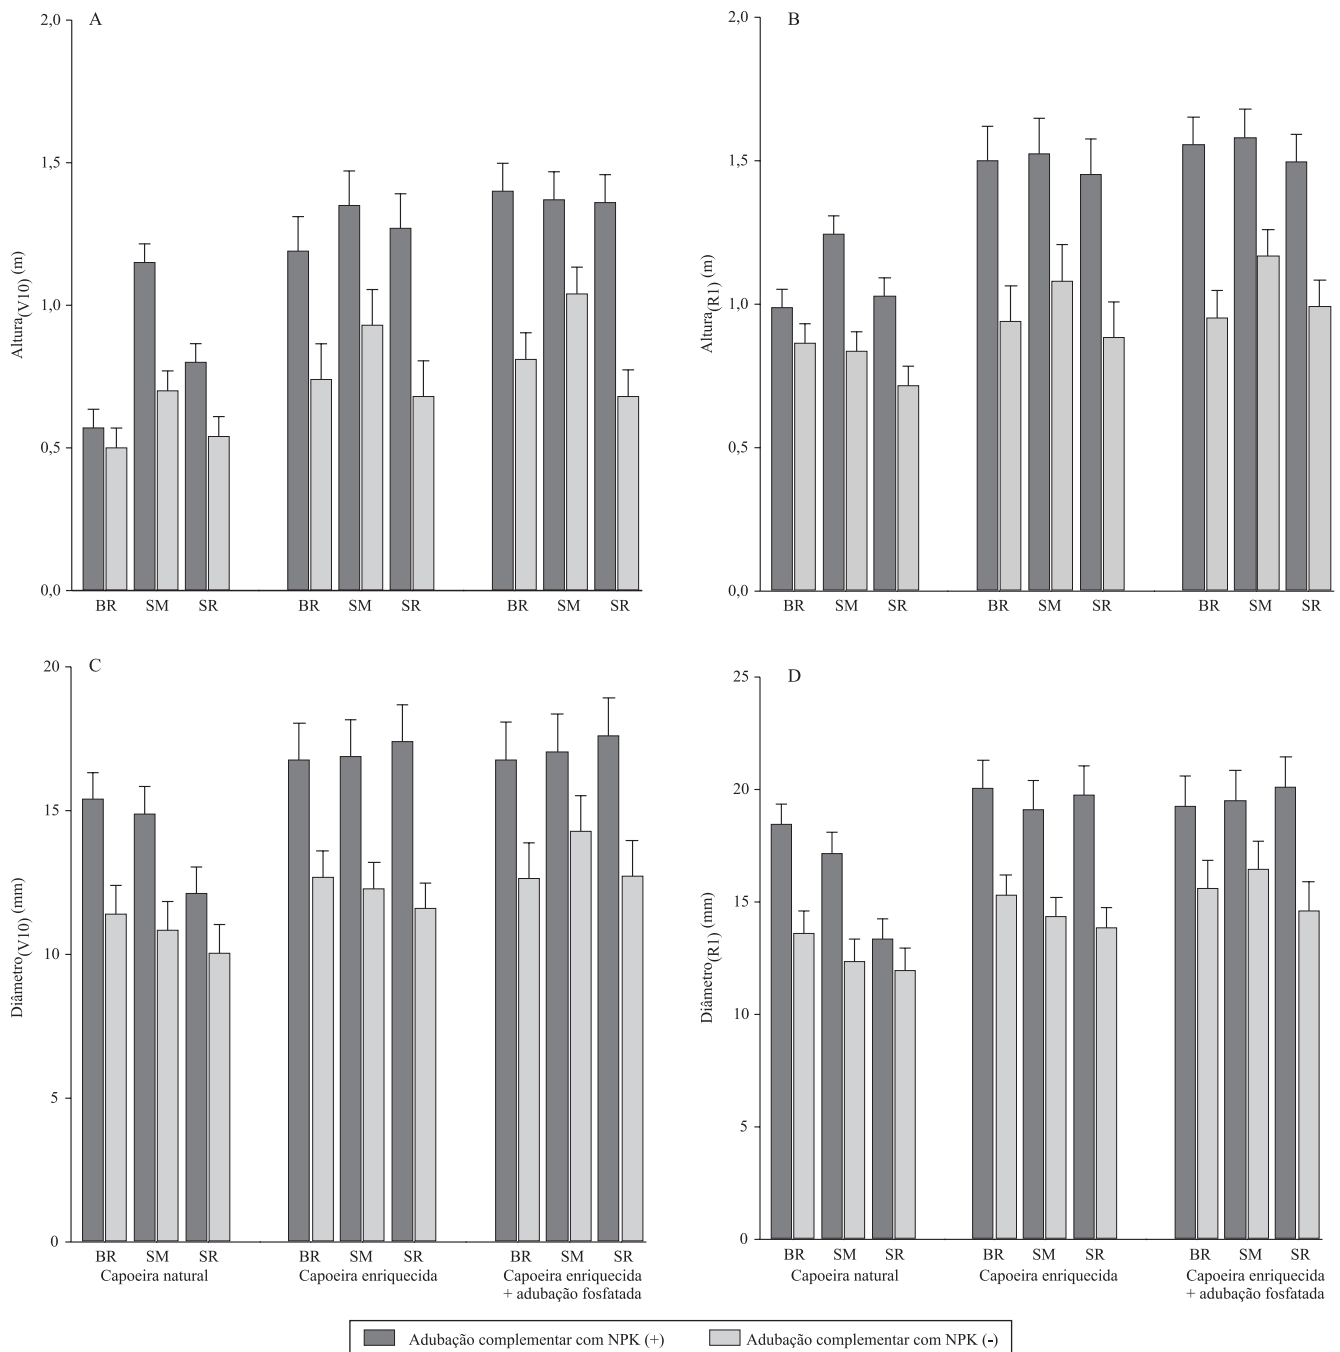 A
2,0
1,5
1,0
0,5
0,0
Altura(V10) (m)
BR SM SR BR SM SR BR SM SR
B
2,0
1,5
1,0
0,5
0,0
Altura(R1) (m)
BR SM SR BR SM SR BR SM SR
C
20
15
10
5
0
Diâmetro(V10) (mm)
BR SM SR BR SM SR BR SM SR
Capoeira natural
Capoeira enriquecida
Capoeira enriquecida
+ adubação fosfatada
D
25
20
15
10
5
0
Diâmetro(R1) (mm)
BR SM SR BR SM SR BR SM SR
Capoeira natural
Capoeira enriquecida
Capoeira enriquecida
+ adubação fosfatada
Adubação complementar com NPK (+)
Adubação complementar com NPK (-)